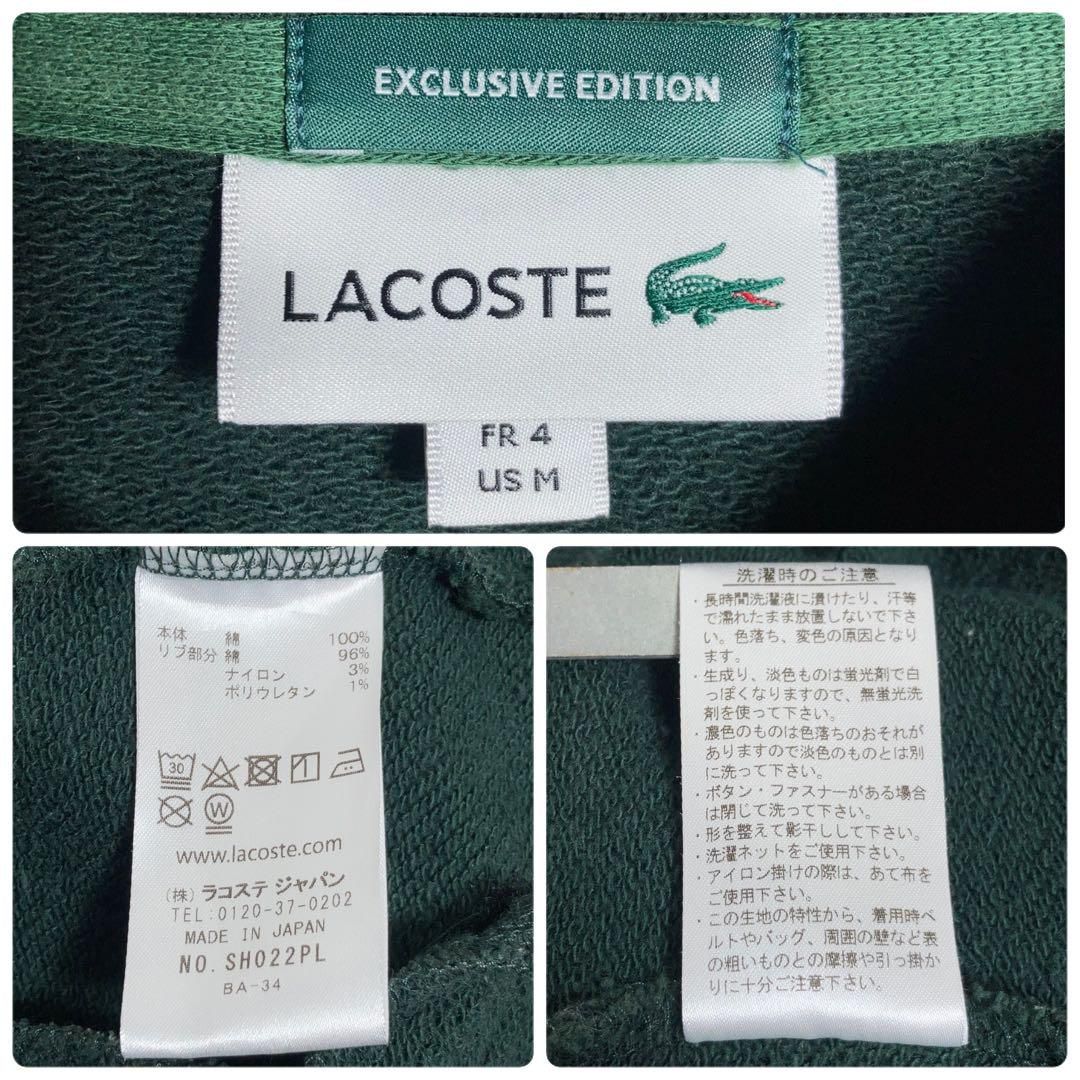 EXCLUSIVE EDITION
LACOSTE
FR 4
US M
本体 綿 100%
リブ部分 綿 96%
ナイロン 3%
ポリウレタン 1%
30
W
www.lacoste.com
(株) ラコステ ジャパン
TEL:0120-37-0202
MADE IN JAPAN
NO. SH022PL
BA-34
洗濯時のご注意
・長時間洗濯液に漬けたり、汗等
で濡れたまま放置しないで下さ
い。色落ち、変色の原因となり
ます。
・生成り、淡色ものは蛍光剤で白
っぽくなりますので、無蛍光洗
剤を使って下さい。
・濃色のものは色落ちのおそれが
ありますので淡色のものとは別
に洗って下さい。
・ボタン・ファスナーがある場合
は閉じて洗って下さい。
・形を整えて影干しして下さい。
・洗濯ネットをご使用下さい。
・アイロン掛けの際は、あて布を
ご使用下さい。
・この生地の特性から、着用時ベ
ルトやバッグ、周囲の壁など表
の粗いものとの摩擦や引っ掛か
りに十分ご注意下さい。